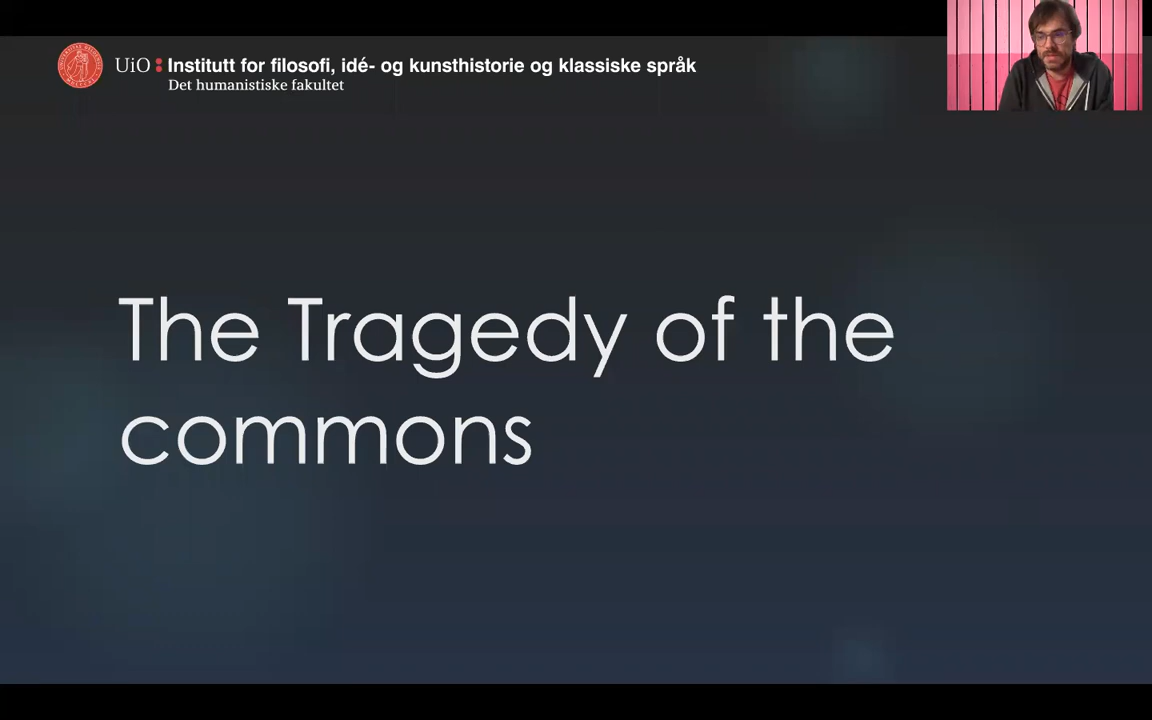 UiO : Institutt for filosofi, idé- og kunsthistorie og klassiske språk
Det humanistiske fakultet
The Tragedy of the
commons